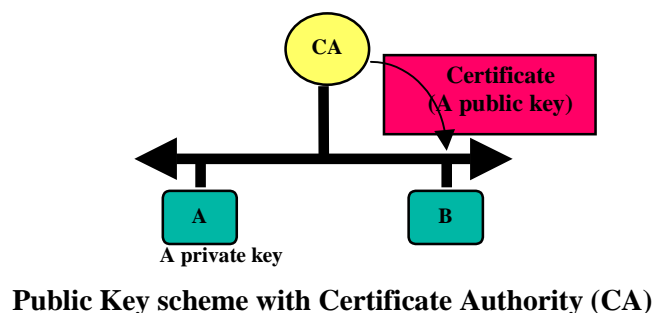 CA
Certificate
(A public key)
A
B
A private key
Public Key scheme with Certificate Authority (CA)